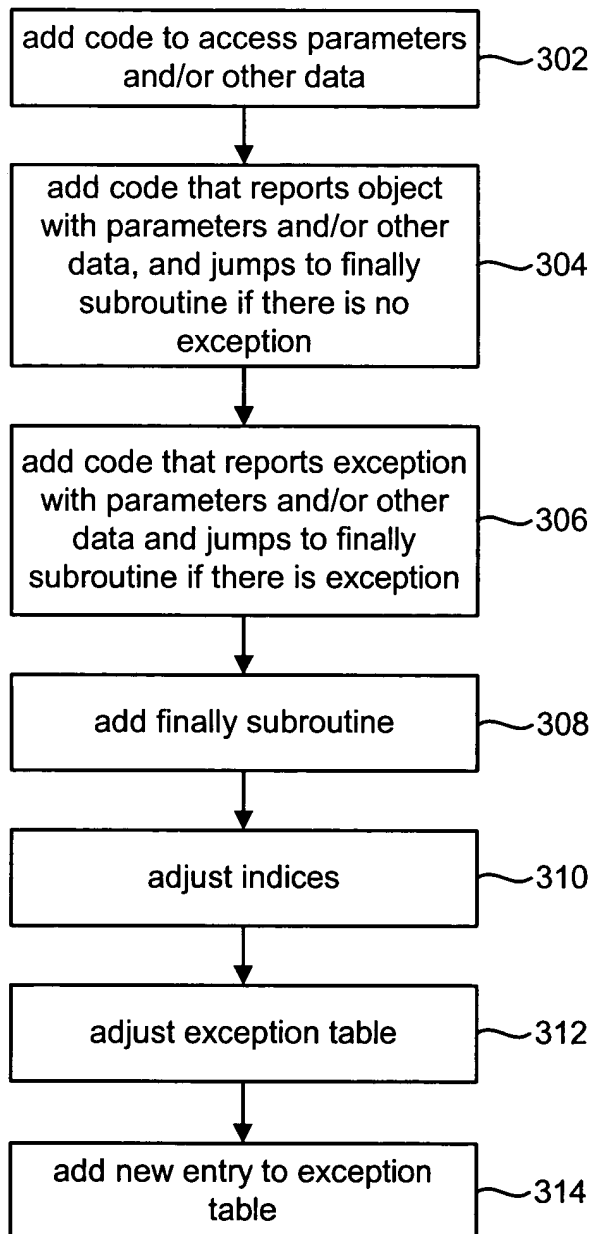 add code to access parameters
and/or other data
302
add code that reports object
with parameters and/or other
data, and jumps to finally
subroutine if there is no
exception
304
add code that reports exception
with parameters and/or other
data and jumps to finally
subroutine if there is exception
306
add finally subroutine
308
adjust indices
310
adjust exception table
312
add new entry to exception
table
314